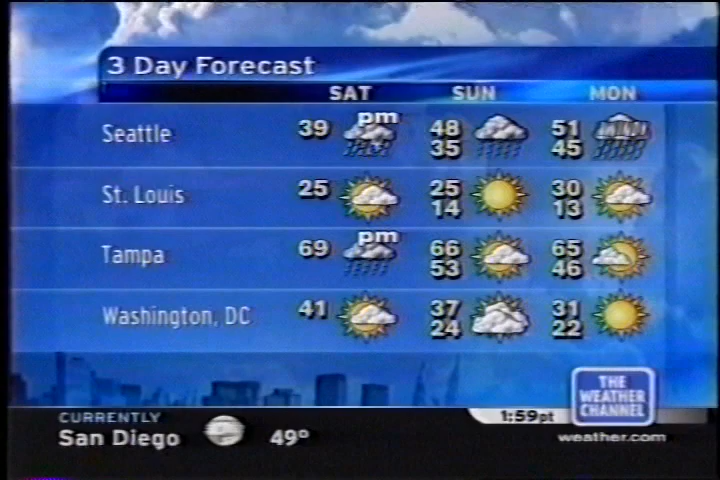 3 Day Forecast
SAT SUN MON
Seattle 39 pm 48 35 51 45 WINDY
St. Louis 25 25 14 30 13
Tampa 69 pm 66 53 65 46
Washington, DC 41 37 24 31 22
THE
WEATHER
CHANNEL
CURRENTLY
1:59pt
San Diego 49°
weather.com